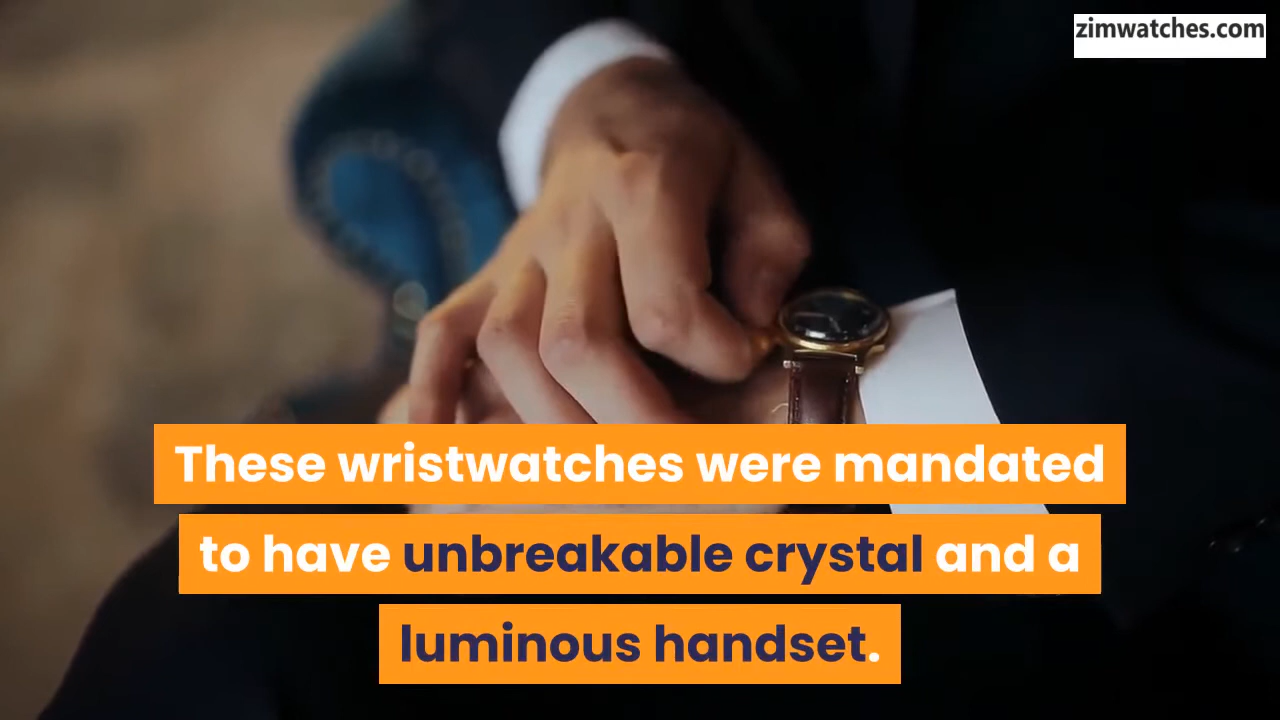 zimwatches.com
These wristwatches were mandated
to have unbreakable crystal and a
luminous handset.